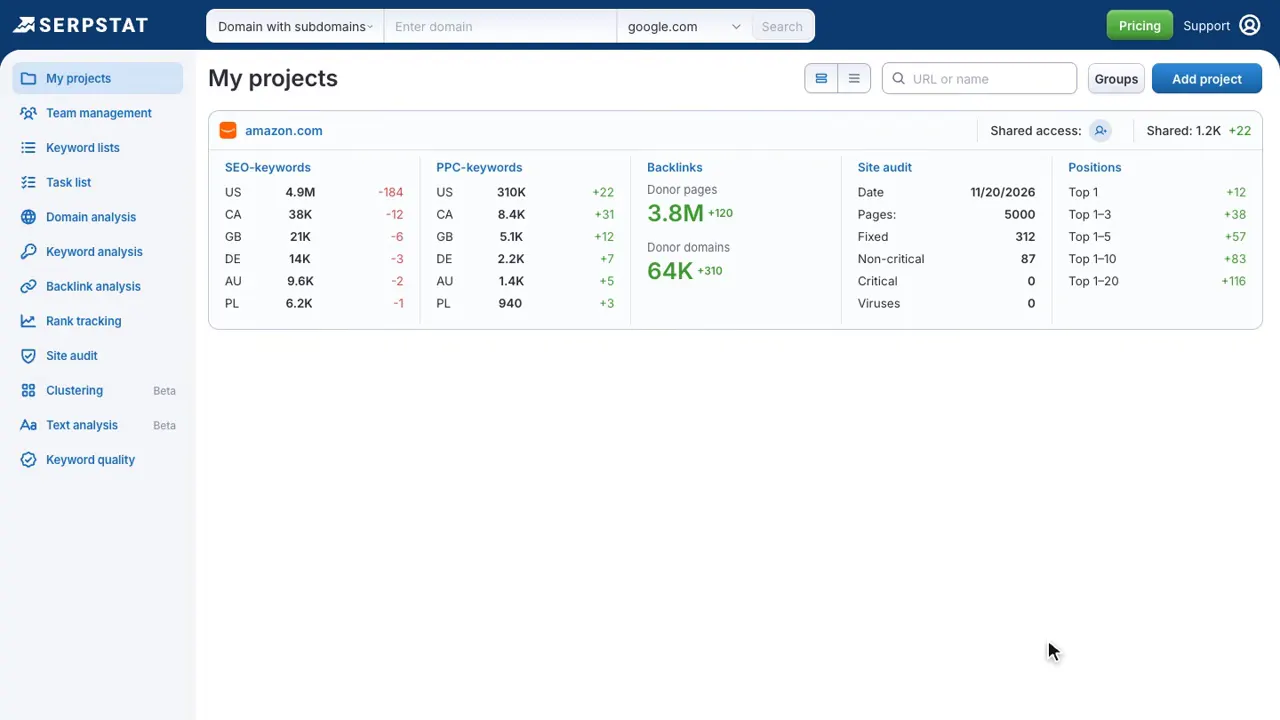 SERPSTAT
Domain with subdomains
Enter domain
google.com
Search
Pricing
Support
My projects
Team management
Keyword lists
Task list
Domain analysis
Keyword analysis
Backlink analysis
Rank tracking
Site audit
Clustering Beta
Text analysis Beta
Keyword quality
My projects
URL or name
Groups
Add project
amazon.com
Shared access:
Shared: 1.2K +22
SEO-keywords
US 4.9M -184
CA 38K -12
GB 21K -6
DE 14K -3
AU 9.6K -2
PL 6.2K -1
PPC-keywords
US 310K +22
CA 8.4K +31
GB 5.1K +12
DE 2.2K +7
AU 1.4K +5
PL 940 +3
Backlinks
Donor pages
3.8M +120
Donor domains
64K +310
Site audit
Date 11/20/2026
Pages: 5000
Fixed 312
Non-critical 87
Critical 0
Viruses 0
Positions
Top 1 +12
Top 1–3 +38
Top 1–5 +57
Top 1–10 +83
Top 1–20 +116